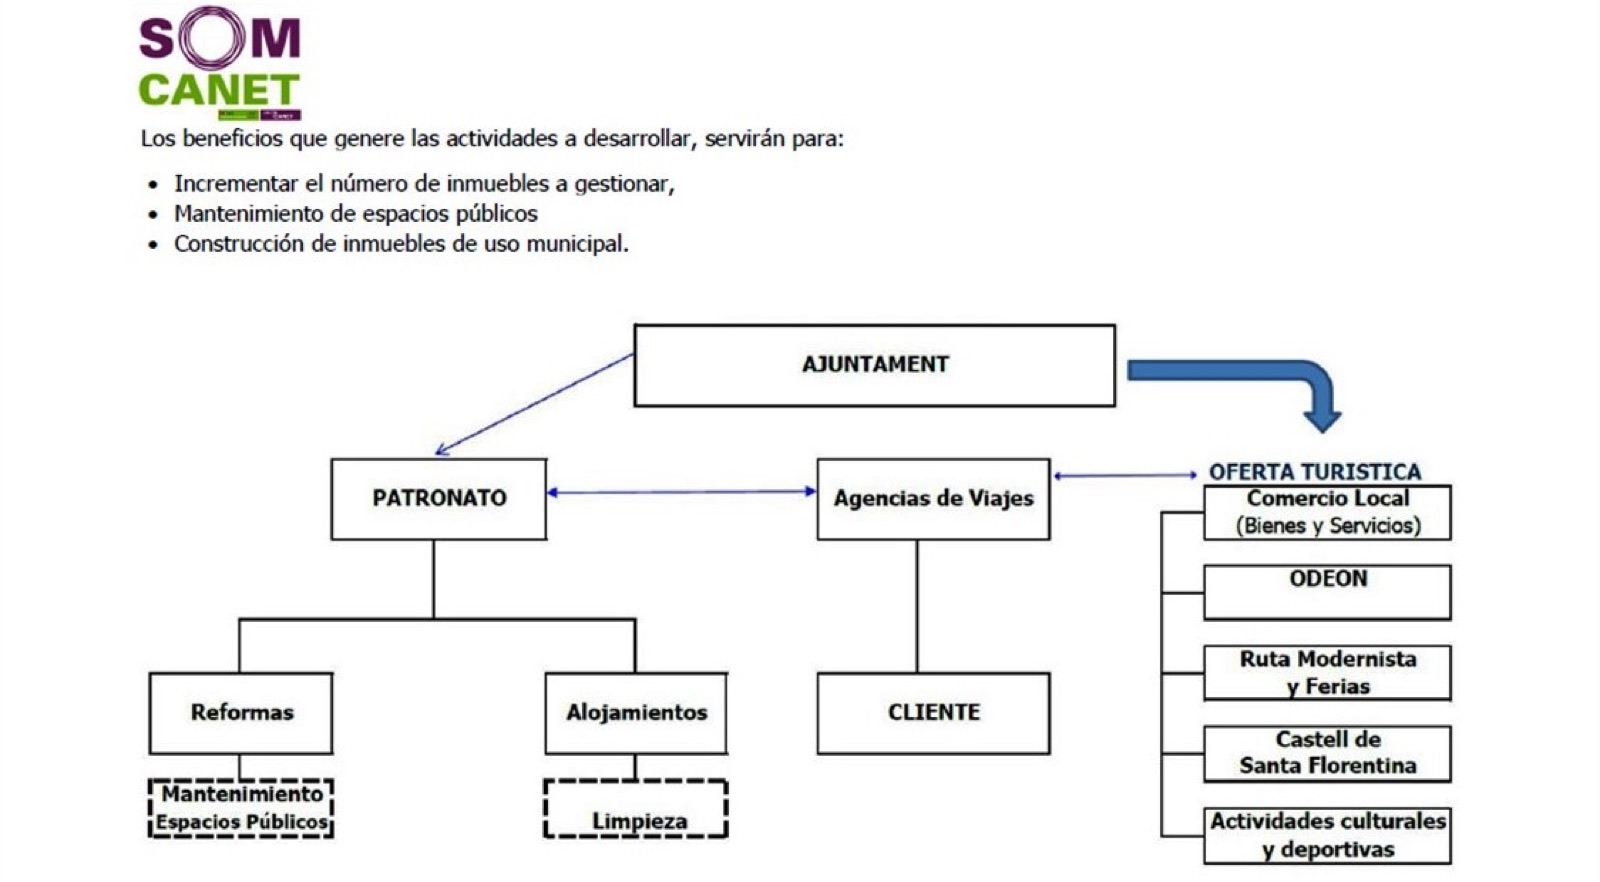 SOM
CANET
Los beneficios que genere las actividades a desarrollar, servirán para:
• Incrementar el número de inmuebles a gestionar,
• Mantenimiento de espacios públicos
• Construcción de inmuebles de uso municipal.
AJUNTAMENT
PATRONATO
Agencias de Viajes
OFERTA TURISTICA
Comercio Local
(Bienes y Servicios)
ODEON
Ruta Modernista
y Ferias
Castell de
Santa Florentina
Actividades culturales
y deportivas
Reformas
Alojamientos
CLIENTE
Mantenimiento
Espacios Públicos
Limpieza